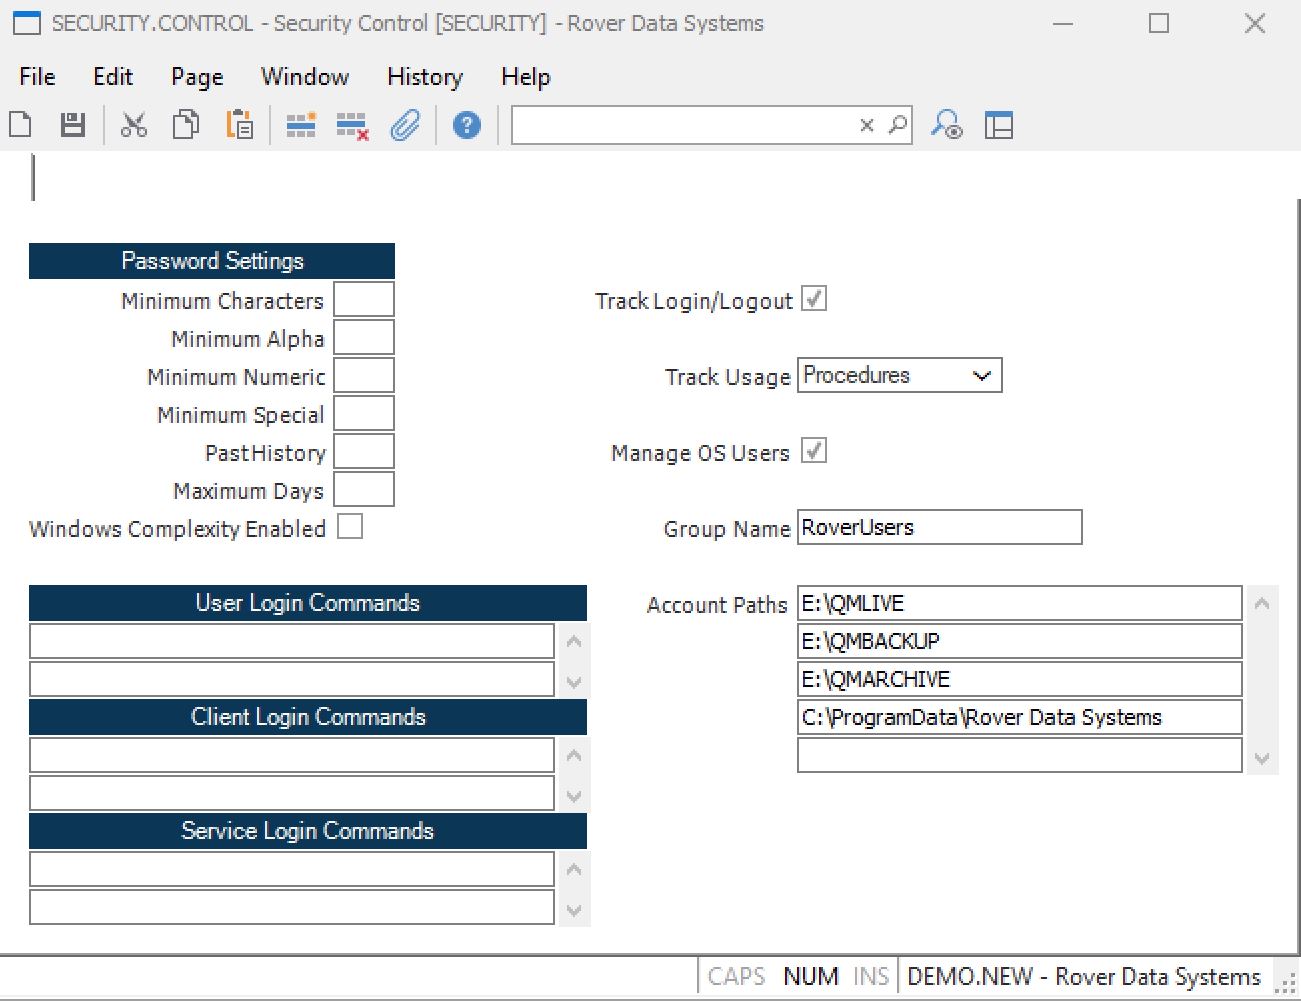 SECURITY.CONTROL - Security Control [SECURITY] - Rover Data Systems
File Edit Page Window History Help
Password Settings
Minimum Characters
Minimum Alpha
Minimum Numeric
Minimum Special
Past History
Maximum Days
Windows Complexity Enabled
Track Login/Logout
Track Usage Procedures
Manage OS Users
Group Name RoverUsers
User Login Commands
Client Login Commands
Service Login Commands
Account Paths E:\QMLIVE
E:\QMBACKUP
E:\QMARCHIVE
C:\ProgramData\Rover Data Systems
CAPS NUM INS DEMO.NEW - Rover Data Systems